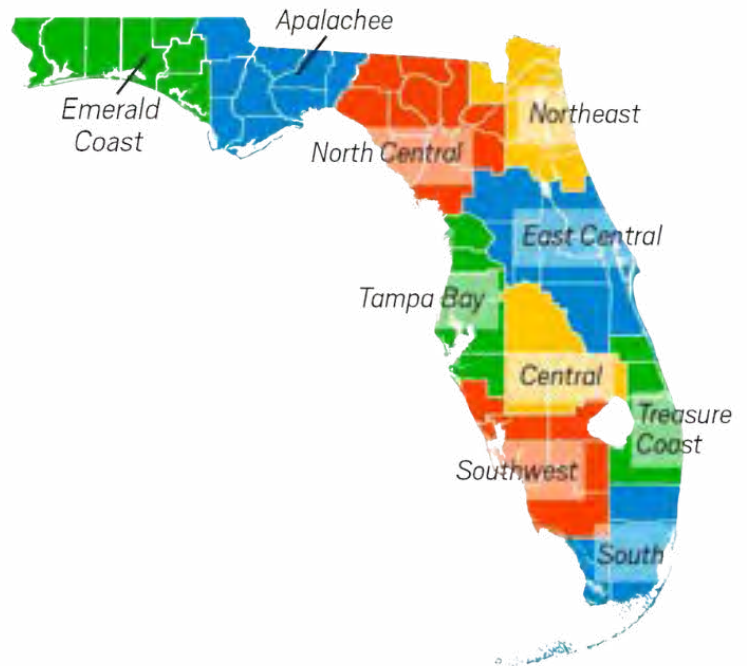 Apalachee
Emerald
Coast
Northeast
North Central
East Central
Tampa Bay
Central
Treasure
Coast
Southwest
South